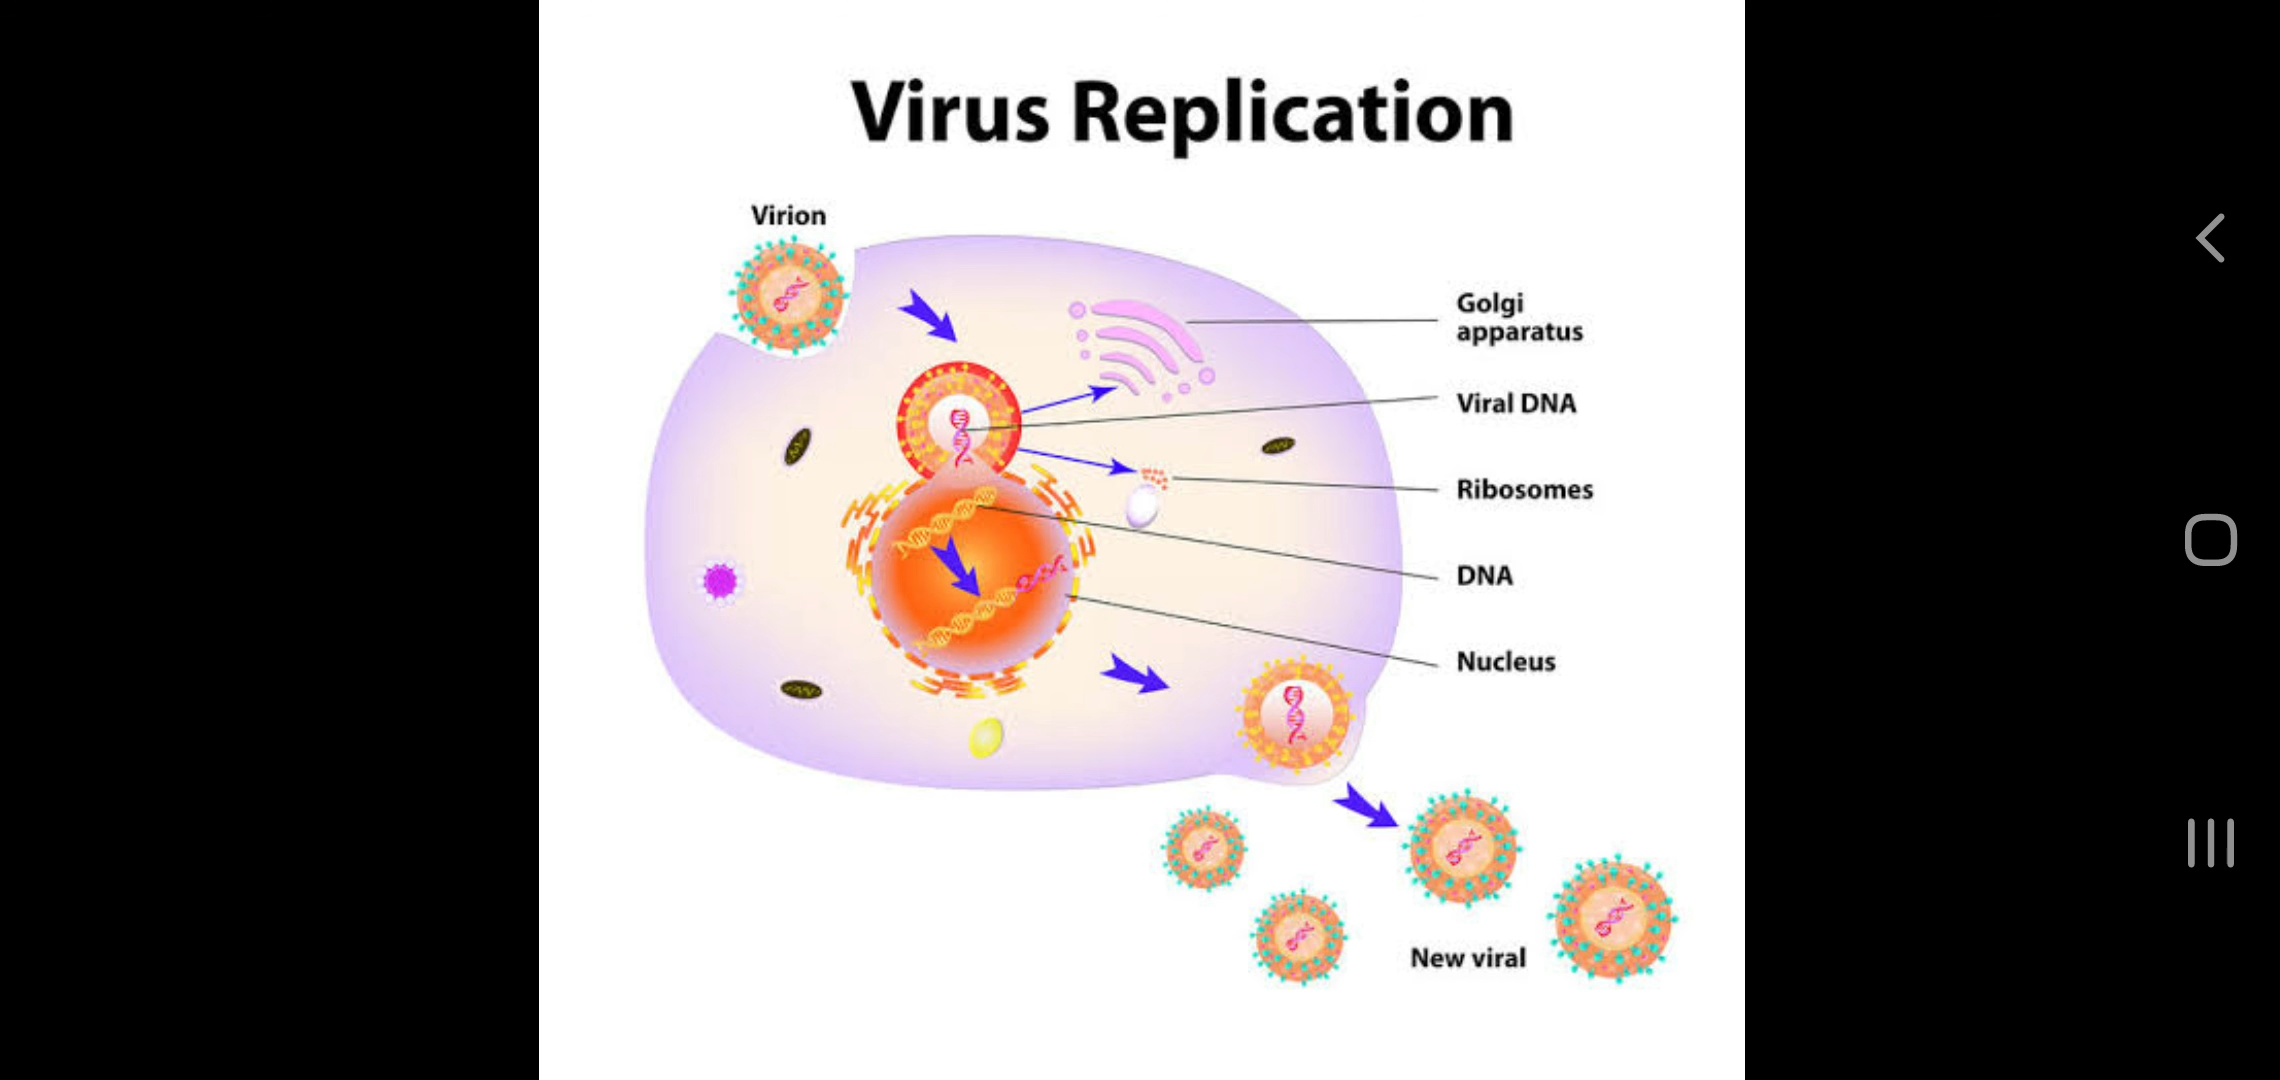 Virus Replication
Virion
Golgi
apparatus
Viral DNA
Ribosomes
DNA
Nucleus
New viral